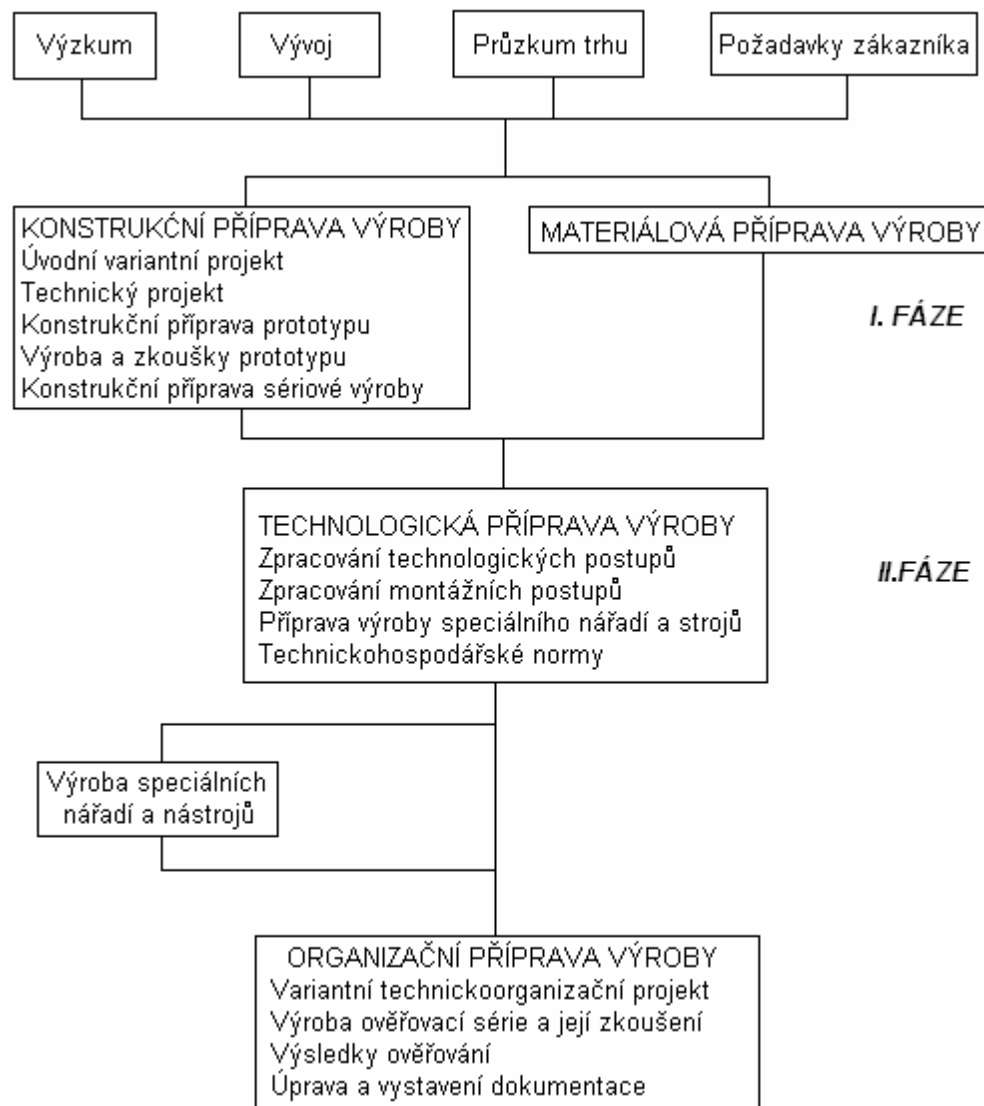 Výzkum
Vývoj
Průzkum trhu
Požadavky zákazníka
KONSTRUKĆNÍ PŘÍPRAVA VÝROBY
Úvodní variantní projekt
Technický projekt
Konstrukční příprava prototypu
Výroba a zkoušky prototypu
Konstrukční příprava sériové výroby
MATERIÁLOVÁ PŘÍPRAVA VÝROBY
I. FÁZE
TECHNOLOGICKÁ PŘÍPRAVA VÝROBY
Zpracování technologických postupů
Zpracování montážních postupů
Příprava výroby speciálního nářadí a strojů
Technickohospodářské normy
II.FÁZE
Výroba speciálních
nářadí a nástrojů
ORGANIZAČNÍ PŘÍPRAVA VÝROBY
Variantní technickoorganizační projekt
Výroba ověřovací série a její zkoušení
Výsledky ověřování
Úprava a vystavení dokumentace